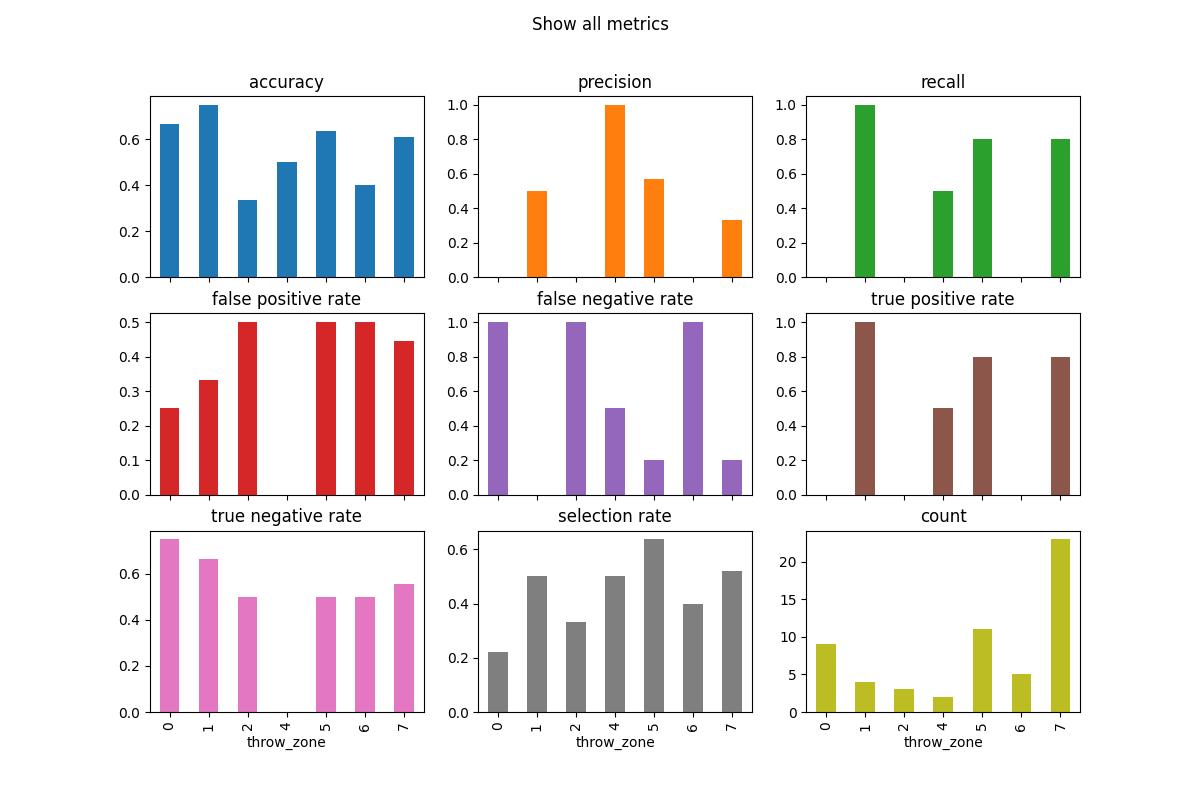 Show all metrics
accuracy
0.6
0.4
0.2
0.0
precision
1.0
0.8
0.6
0.4
0.2
0.0
recall
1.0
0.8
0.6
0.4
0.2
0.0
false positive rate
0.5
0.4
0.3
0.2
0.1
0.0
false negative rate
1.0
0.8
0.6
0.4
0.2
0.0
true positive rate
1.0
0.8
0.6
0.4
0.2
0.0
true negative rate
0.6
0.4
0.2
0.0
0 1 2 4 5 6 7
throw_zone
selection rate
0.6
0.4
0.2
0.0
0 1 2 4 5 6 7
throw_zone
count
20
15
10
5
0
0 1 2 4 5 6 7
throw_zone